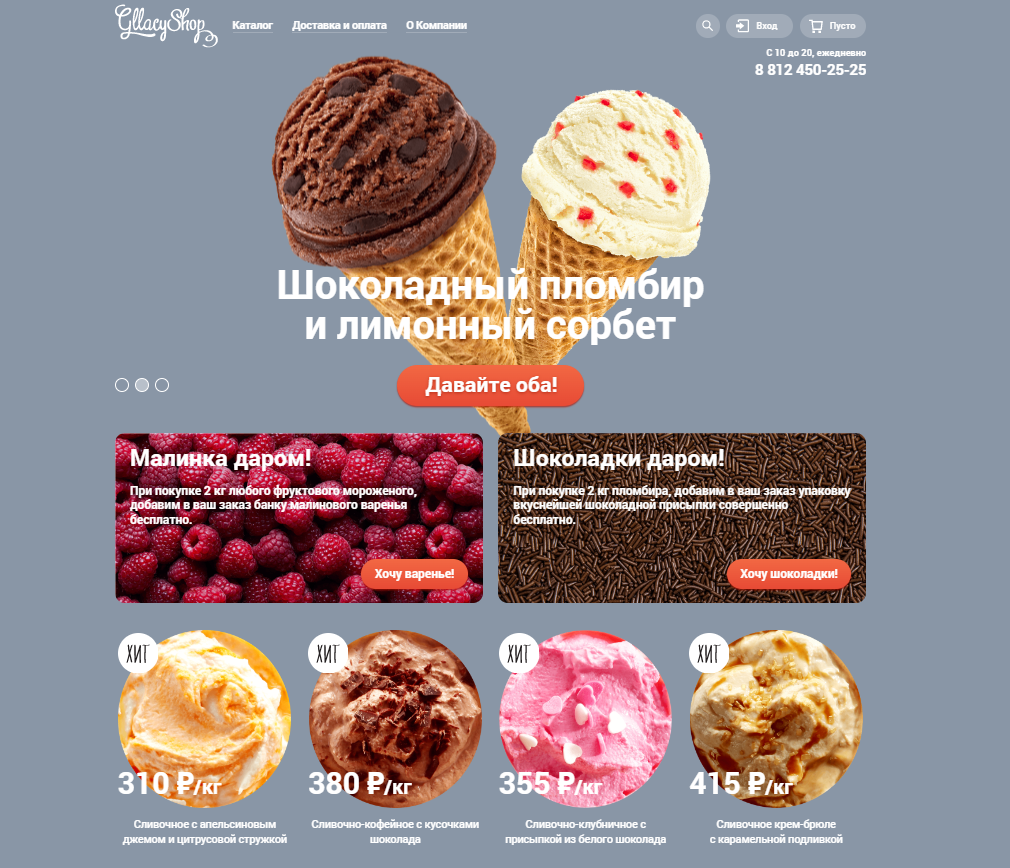 Gllacy Shop
Каталог
Доставка и оплата
О Компании
Вход
Пусто
С 10 до 20, ежедневно
8 812 450-25-25
Шоколадный пломбир
и лимонный сорбет
Давайте оба!
Малинка даром!
При покупке 2 кг любого фруктового мороженого,
добавим в ваш заказ банку малинового варенья
бесплатно.
Хочу варенье!
Шоколадки даром!
При покупке 2 кг пломбира, добавим в ваш заказ упаковку
вкуснейшей шоколадной присыпки совершенно
бесплатно.
Хочу шоколадки!
ХИТ
310 ₽/кг
Сливочное с апельсиновым
джемом и цитрусовой стружкой
ХИТ
380 ₽/кг
Сливочно-кофейное с кусочками
шоколада
ХИТ
355 ₽/кг
Сливочно-клубничное с
присыпкой из белого шоколада
ХИТ
415 ₽/кг
Сливочное крем-брюле
с карамельной подливкой